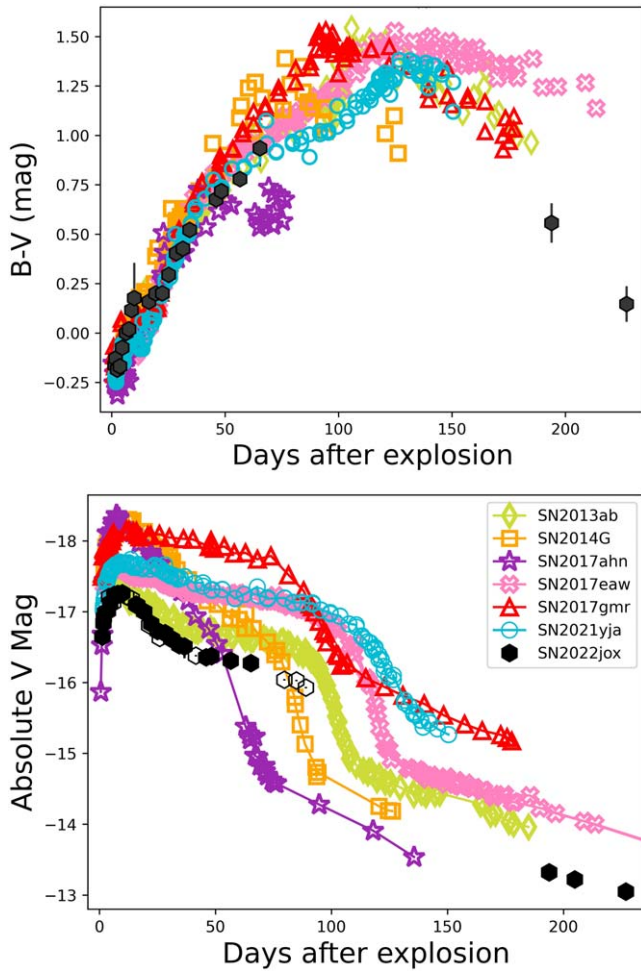 1.50
1.25
1.00
0.75
0.50
0.25
0.00
−0.25
B-V (mag)
0 50 100 150 200
Days after explosion
−18
−17
−16
−15
−14
−13
Absolute V Mag
SN2013ab
SN2014G
SN2017ahn
SN2017eaw
SN2017gmr
SN2021yja
SN2022jox
0 50 100 150 200
Days after explosion